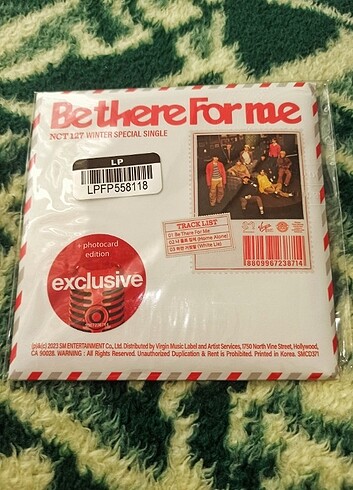 Be there For me
NCT 127 WINTER SPECIAL SINGLE
LP
LPFP558118
TRACK LIST
01 Be There For Me
02 나 홀로 집에 (Home Alone)
03 하얀 거짓말 (White Lie)
+ photocard
edition
exclusive
Virgin
8809967238714
(p)&(c) 2023 SM ENTERTAINMENT Co., Ltd. Distributed by Virgin Music Label and Artist Services, 1750 North Vine Street, Hollywood,
CA 90028. WARNING : All Rights Reserved. Unauthorized Duplication & Rent is Prohibited. Printed in Korea. SMCD371